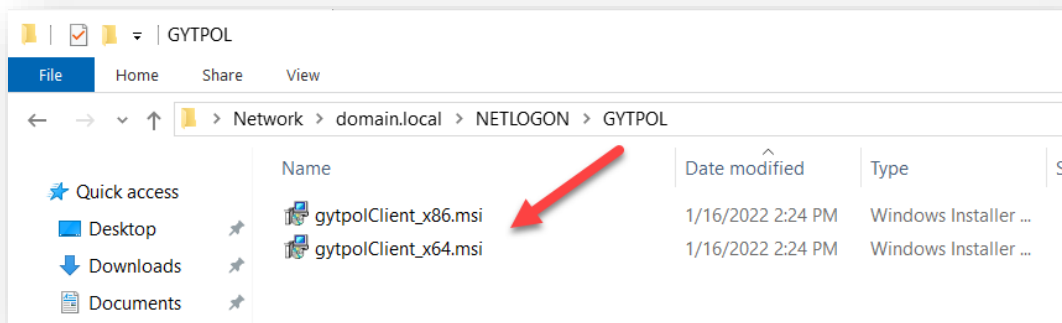 GYTPOL
File Home Share View
Network > domain.local > NETLOGON > GYTPOL
Name Date modified Type S
Quick access
gytpolClient_x86.msi 1/16/2022 2:24 PM Windows Installer ...
Desktop
gytpolClient_x64.msi 1/16/2022 2:24 PM Windows Installer ...
Downloads
Documents